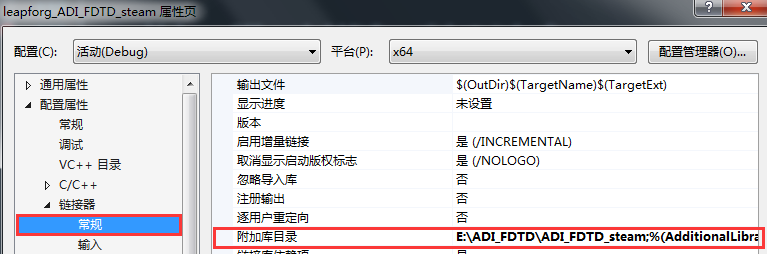 leapforg_ADI_FDTD_steam 属性页
配置(C): 活动(Debug) 平台(P): x64 配置管理器(O)...
通用属性
配置属性
常规
调试
VC++ 目录
C/C++
链接器
常规
输入
输出文件 $(OutDir)$(TargetName)$(TargetExt)
显示进度 未设置
版本
启用增量链接 是 (/INCREMENTAL)
取消显示启动版权标志 是 (/NOLOGO)
忽略导入库 否
注册输出 否
逐用户重定向 否
附加库目录 E:\ADI_FDTD\ADI_FDTD_steam;%(AdditionalLibra